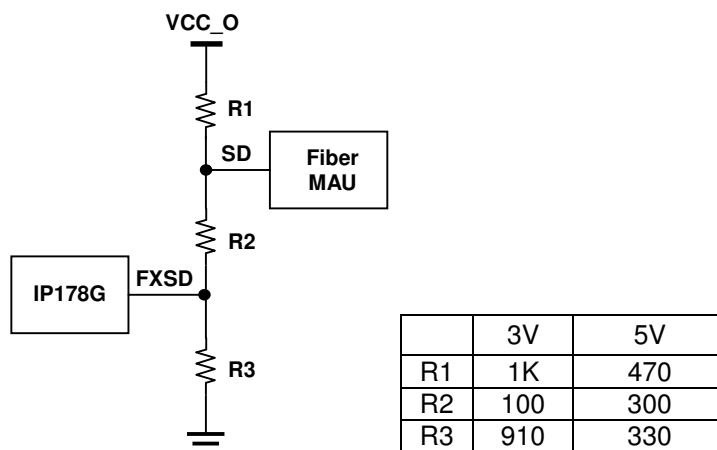 VCC_O
R1
SD
Fiber
MAU
R2
IP178G
FXSD
R3
3V 5V
R1 1K 470
R2 100 300
R3 910 330